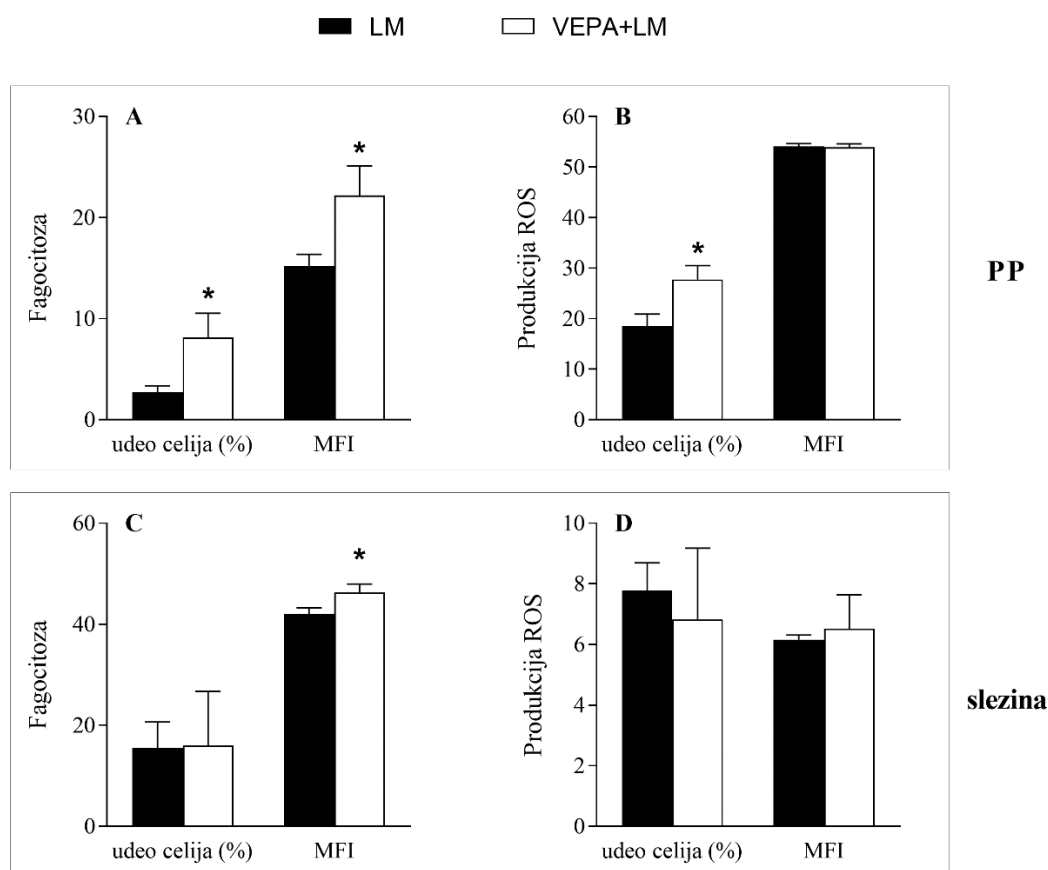 LM VEPA+LM
A
30
20
10
0
Fagocitoza
*
*
udeo celija (%) MFI
B
60
50
40
30
20
10
0
Produkcija ROS
*
udeo celija (%) MFI
PP
C
60
40
20
0
Fagocitoza
*
udeo celija (%) MFI
D
10
8
6
4
2
0
Produkcija ROS
udeo celija (%) MFI
slezina